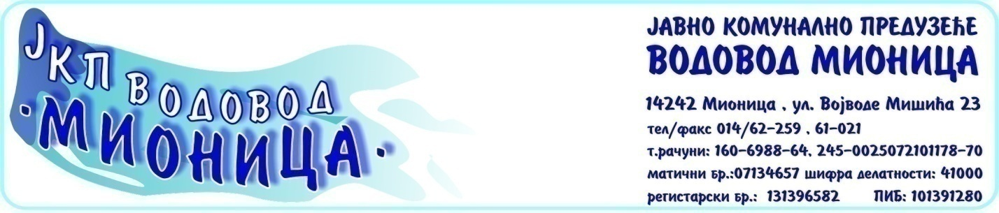 ЈКП ВОДОВОД
·МИОНИЦА·
ЈАВНО КОМУНАЛНО ПРЕДУЗЕЋЕ
ВОДОВОД МИОНИЦА
14242 Мионица , ул. Војводе Мишића 23
тел/факс 014/62-259 , 61-021
т.рачуни: 160-6988-64, 245-0025072101178-70
матични бр.:07134657 шифра делатности: 41000
регистарски бр.: 131396582 ПИБ: 101391280